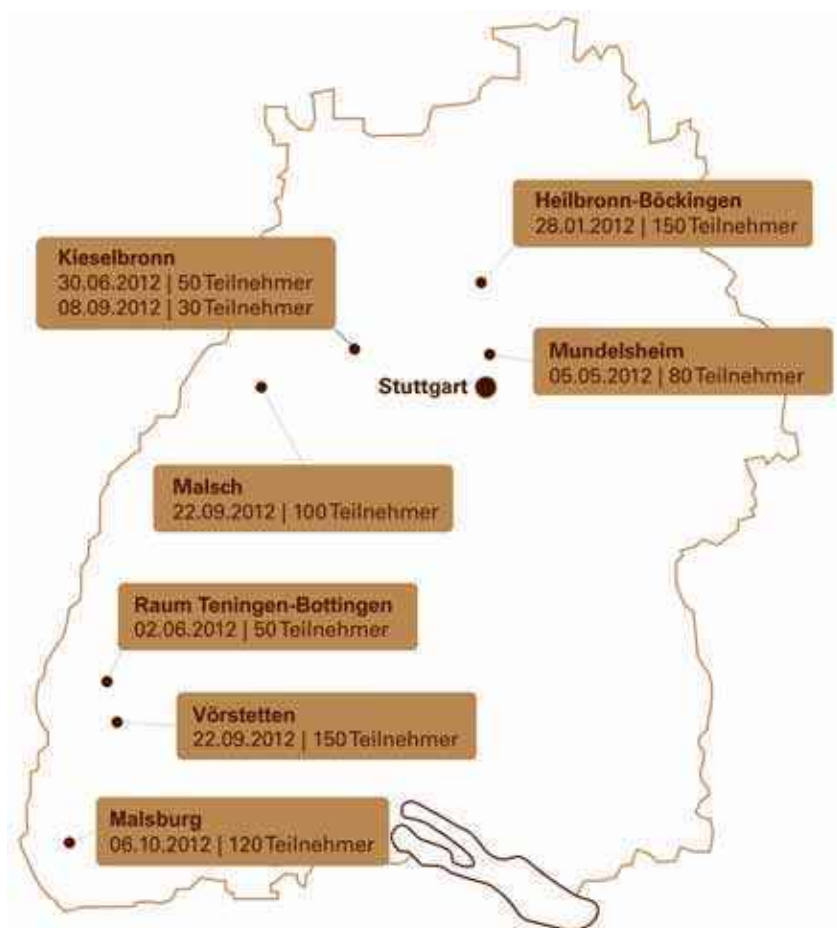 Heilbronn-Böckingen
28.01.2012 | 150 Teilnehmer
Kieselbronn
30.06.2012 | 50 Teilnehmer
08.09.2012 | 30 Teilnehmer
Mundelsheim
05.05.2012 | 80 Teilnehmer
Stuttgart
Malsch
22.09.2012 | 100 Teilnehmer
Raum Teningen-Bottingen
02.06.2012 | 50 Teilnehmer
Vörstetten
22.09.2012 | 150 Teilnehmer
Malsburg
06.10.2012 | 120 Teilnehmer